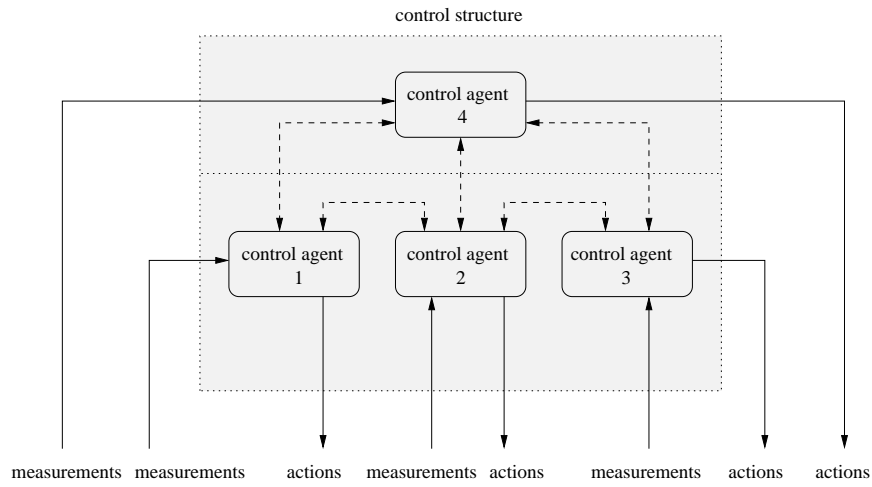 control structure
control agent
4
control agent
1
control agent
2
control agent
3
measurements measurements actions measurements actions measurements actions actions